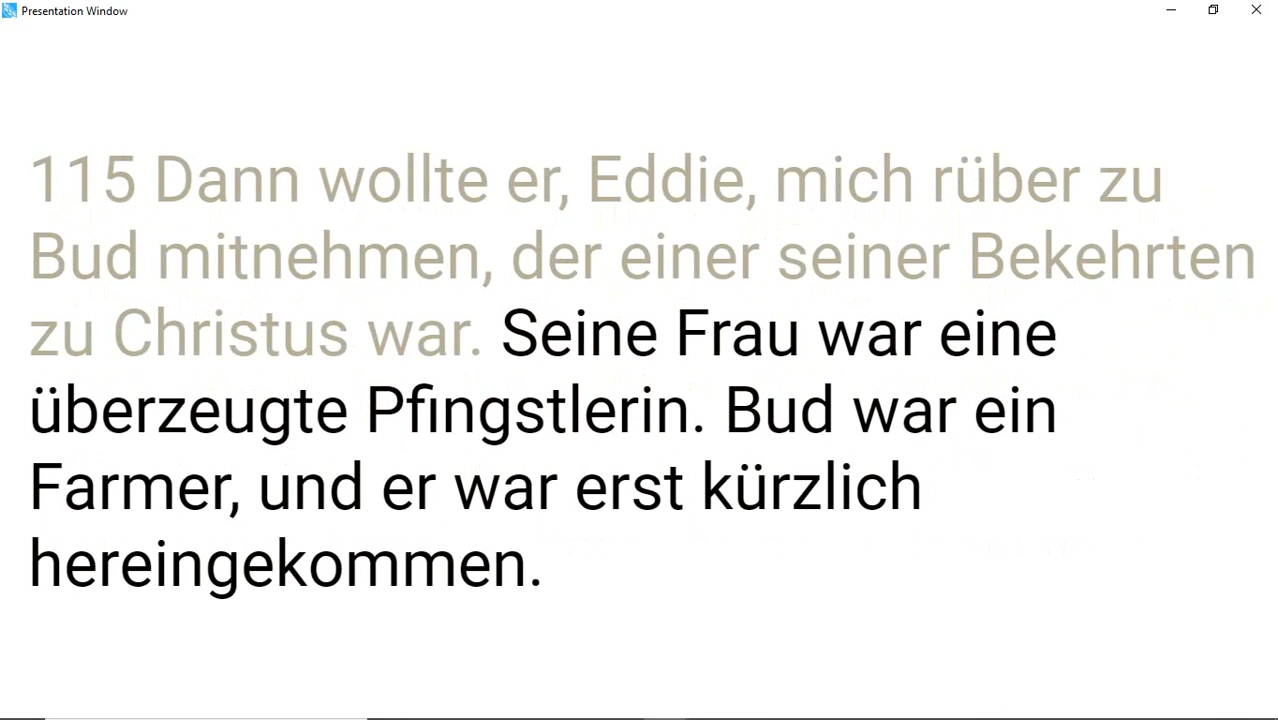 Presentation Window
115 Dann wollte er, Eddie, mich rüber zu
Bud mitnehmen, der einer seiner Bekehrten
zu Christus war. Seine Frau war eine
überzeugte Pfingstlerin. Bud war ein
Farmer, und er war erst kürzlich
hereingekommen.